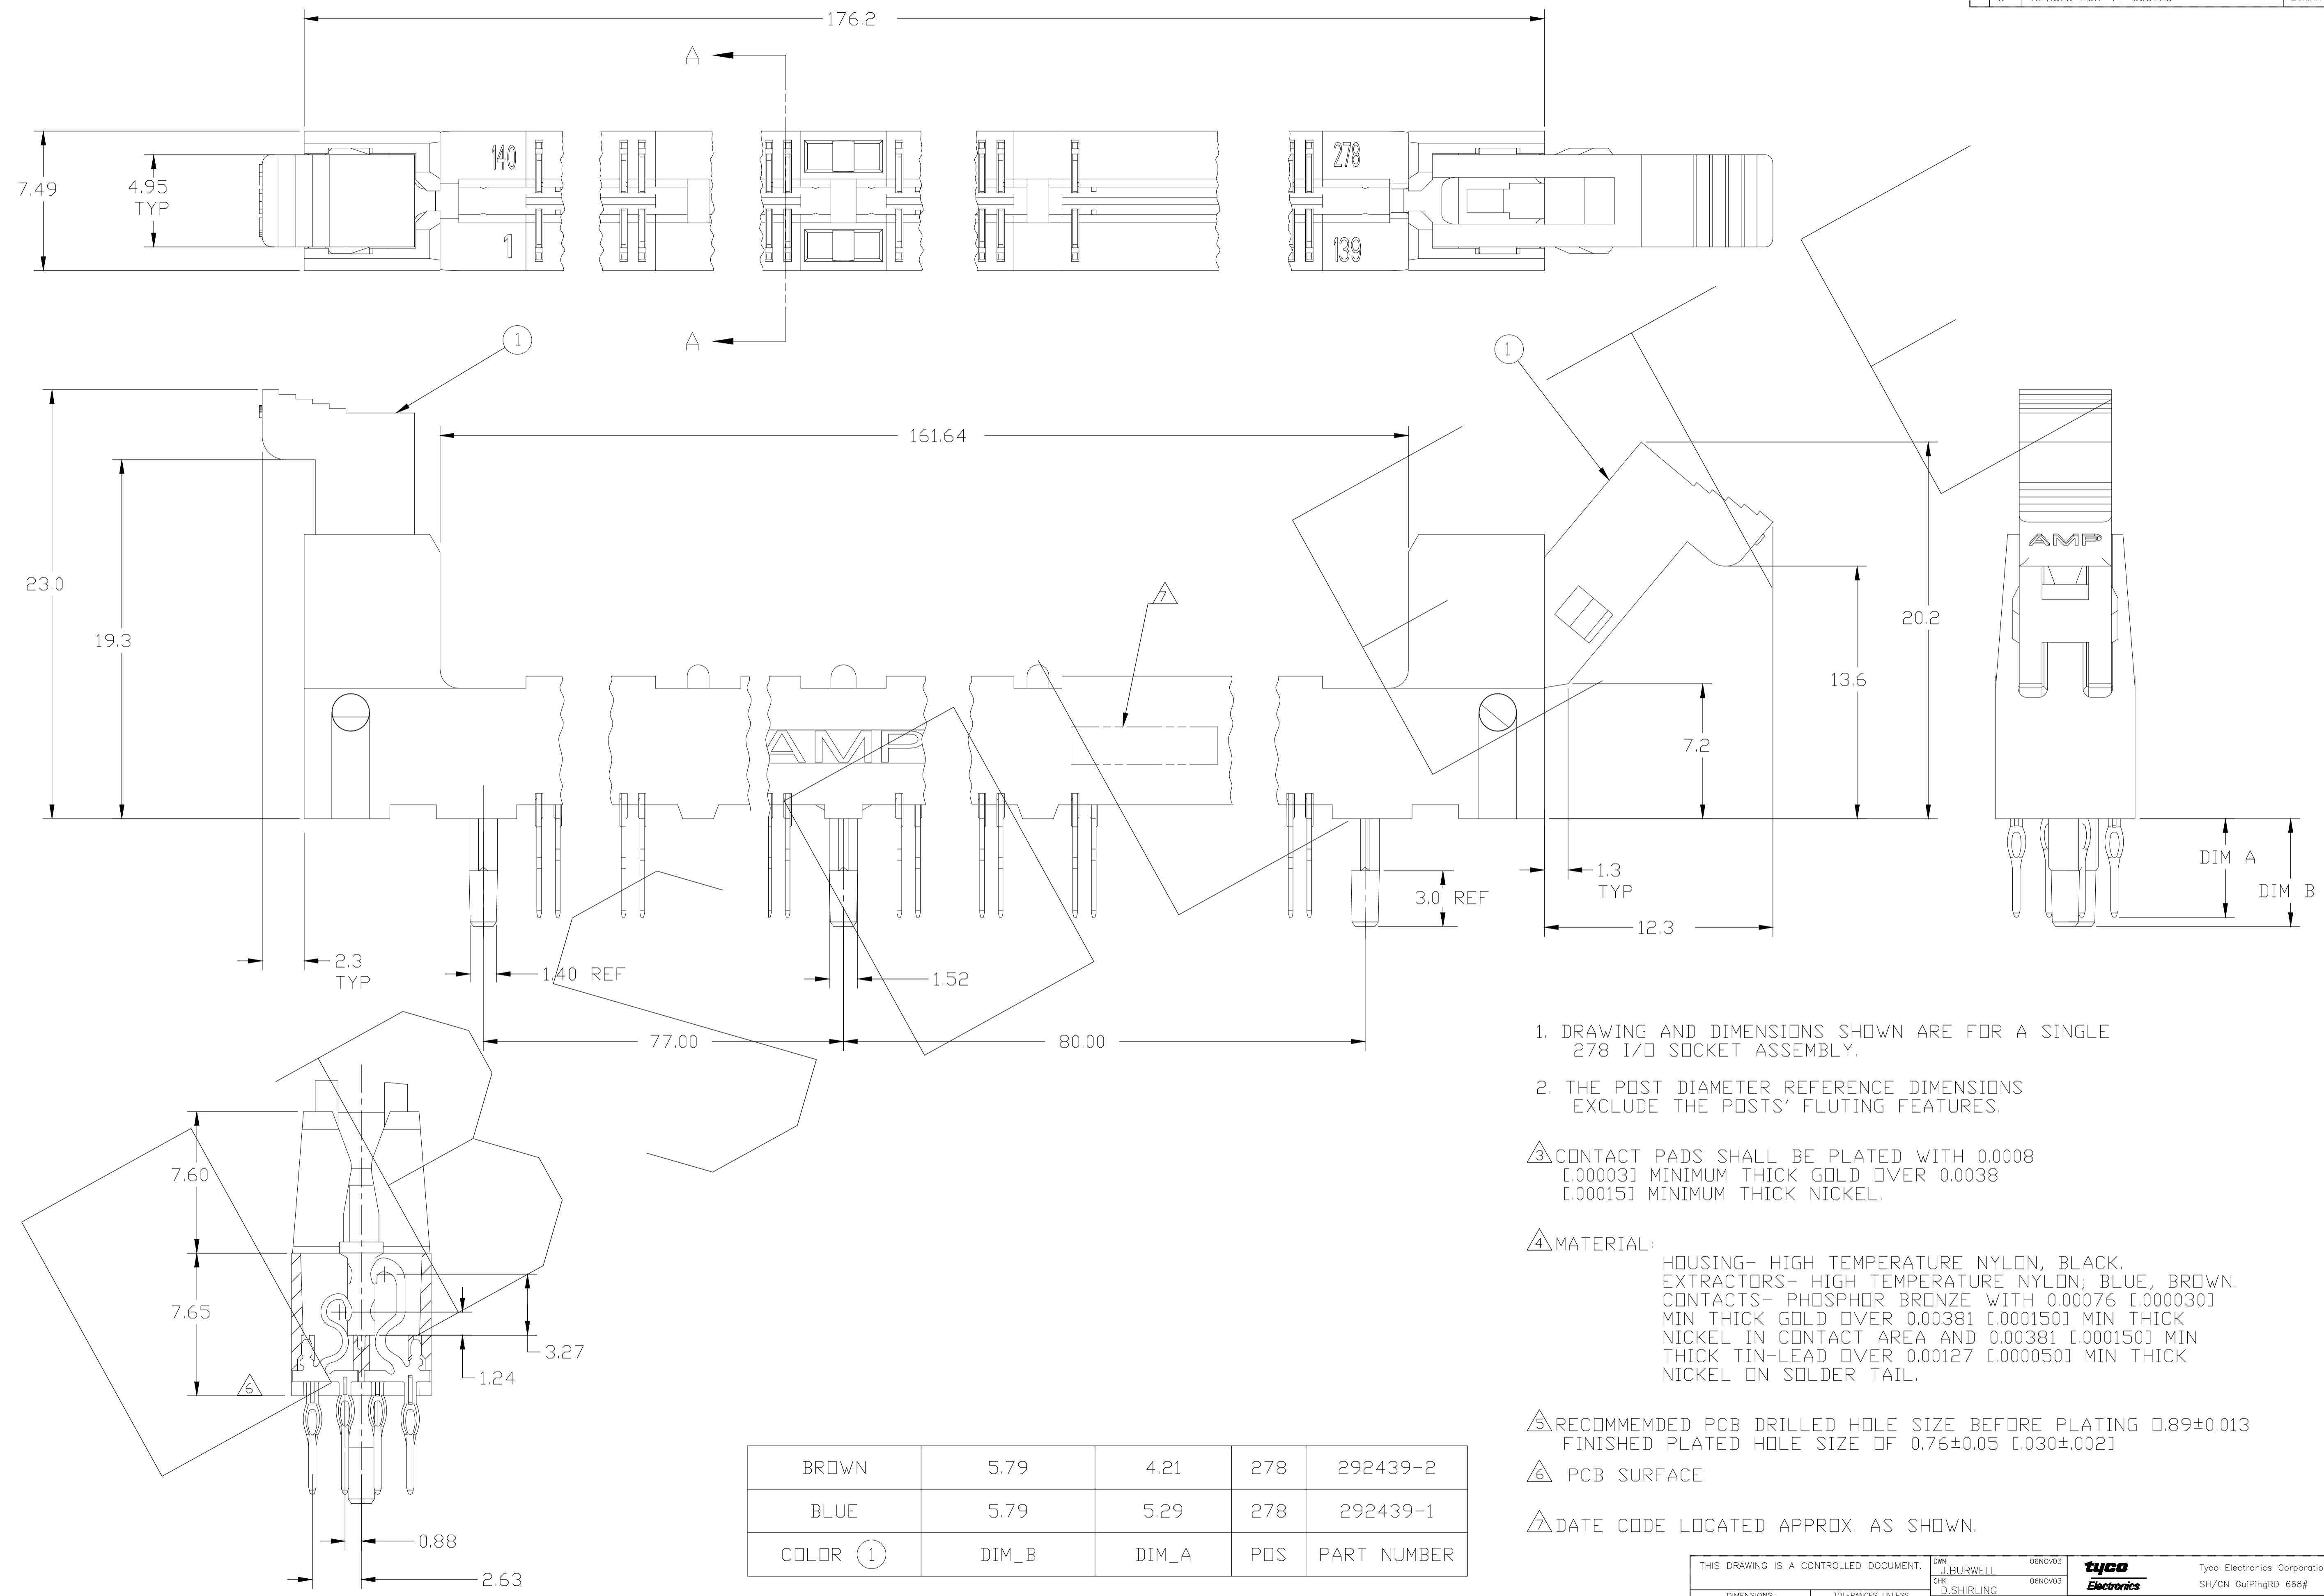 176.2
A
7.49
4.95
TYP
140
1
278
139
A
1
1
23.0
19.3
161.64
7
AMP
AMP
20.2
13.6
7.2
DIM A
DIM B
1.3
TYP
3.0 REF
12.3
2.3
TYP
1.40 REF
1.52
77.00
80.00
7.60
7.65
3.27
1.24
6
0.88
2.63
1. DRAWING AND DIMENSIONS SHOWN ARE FOR A SINGLE
278 I/O SOCKET ASSEMBLY.
2. THE POST DIAMETER REFERENCE DIMENSIONS
EXCLUDE THE POSTS' FLUTING FEATURES.
3 CONTACT PADS SHALL BE PLATED WITH 0.0008
[.00003] MINIMUM THICK GOLD OVER 0.0038
[.00015] MINIMUM THICK NICKEL.
4 MATERIAL:
HOUSING- HIGH TEMPERATURE NYLON, BLACK.
EXTRACTORS- HIGH TEMPERATURE NYLON; BLUE, BROWN.
CONTACTS- PHOSPHOR BRONZE WITH 0.00076 [.000030]
MIN THICK GOLD OVER 0.00381 [.000150] MIN THICK
NICKEL IN CONTACT AREA AND 0.00381 [.000150] MIN
THICK TIN-LEAD OVER 0.00127 [.000050] MIN THICK
NICKEL ON SOLDER TAIL.
5 RECOMMEMDED PCB DRILLED HOLE SIZE BEFORE PLATING 0.89±0.013
FINISHED PLATED HOLE SIZE OF 0.76±0.05 [.030±.002]
6 PCB SURFACE
7 DATE CODE LOCATED APPROX. AS SHOWN.
BROWN 5.79 4.21 278 292439-2
BLUE 5.79 5.29 278 292439-1
COLOR 1 DIM_B DIM_A POS PART NUMBER
THIS DRAWING IS A CONTROLLED DOCUMENT.
DWN 06NOV03
J.BURWELL
CHK 06NOV03
D.SHIRLING
tyco
Electronics
Tyco Electronics Corporatio
SH/CN GuiPingRD 668#
DIMENSIONS: TOLERANCES UNLESS